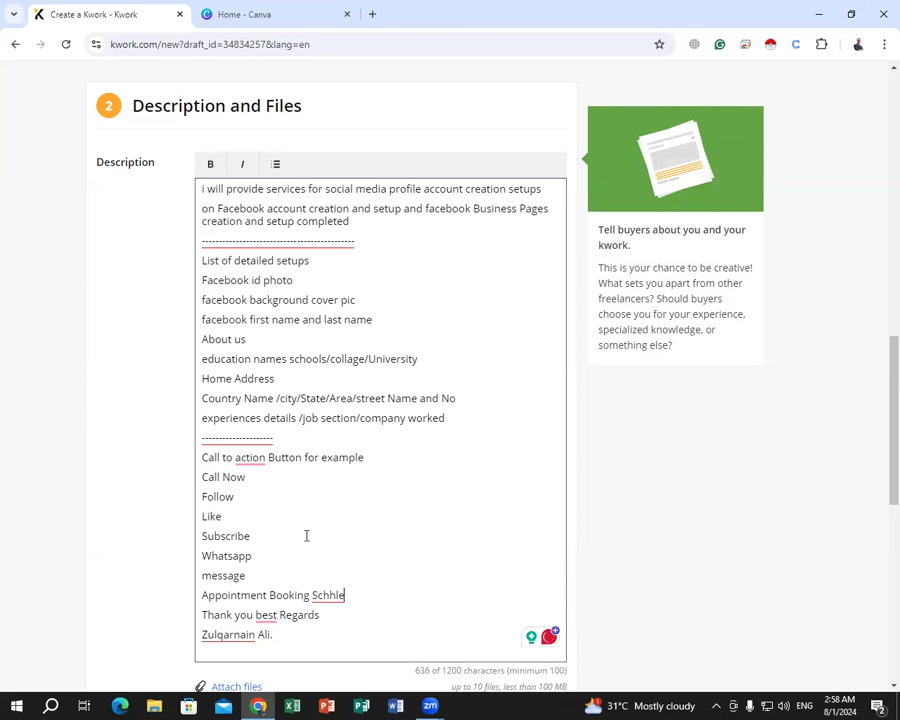 Create a Kwork - Kwork
Home - Canva
kwork.com/new?draft_id=34834257&lang=en
2 Description and Files
Description
B I
i will provide services for social media profile account creation setups
on Facebook account creation and setup and facebook Business Pages
creation and setup completed
--------------------------------------------
List of detailed setups
Facebook id photo
facebook background cover pic
facebook first name and last name
About us
education names schools/collage/University
Home Address
Country Name /city/State/Area/street Name and No
experiences details /job section/company worked
--------------------
Call to action Button for example
Call Now
Follow
Like
Subscribe
Whatsapp
message
Appointment Booking Schhle
Thank you best Regards
Zulqarnain Ali.
636 of 1200 characters (minimum 100)
Attach files
up to 10 files, less than 100 MB
Tell buyers about you and your
kwork.
This is your chance to be creative!
What sets you apart from other
freelancers? Should buyers
choose you for your experience,
specialized knowledge, or
something else?
31°C Mostly cloudy
ENG
2:58 AM
8/1/2024
2